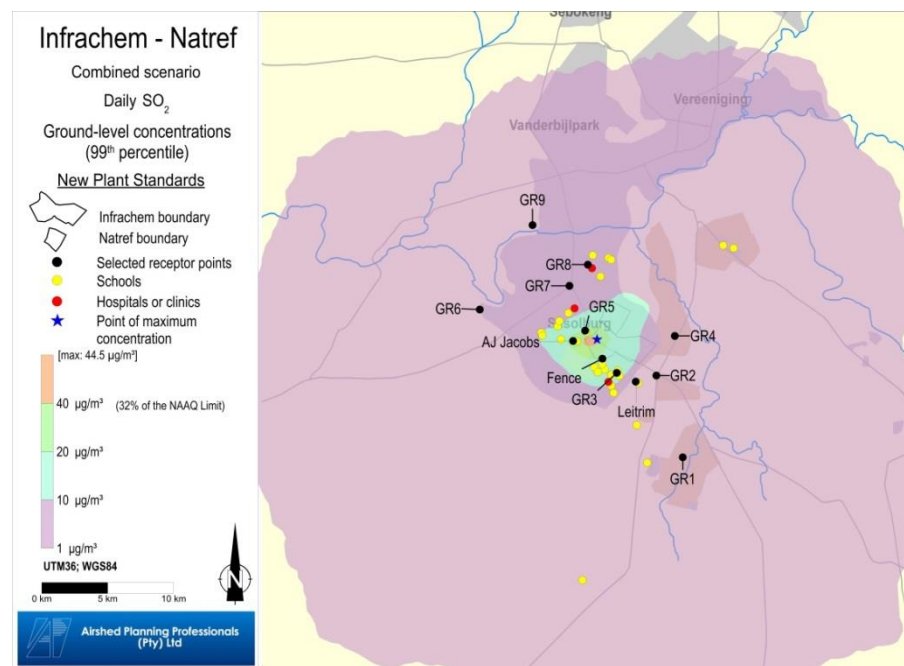 Infrachem - Natref
Combined scenario
Daily SO₂
Ground-level concentrations
(99th percentile)
New Plant Standards
Infrachem boundary
Natref boundary
Selected receptor points
Schools
Hospitals or clinics
Point of maximum
concentration
[max: 44.5 µg/m³]
40 µg/m³ (32% of the NAAQ Limit)
20 µg/m³
10 µg/m³
1 µg/m³
UTM36; WGS84
N
0 km 5 km 10 km
Airshed Planning Professionals
(Pty) Ltd
Sebokeng
Vereeniging
Vanderbijlpark
GR9
GR8
GR7
GR6
GR5
Sasolburg
AJ Jacobs
GR4
Fence
GR2
GR3
Leitrim
GR1